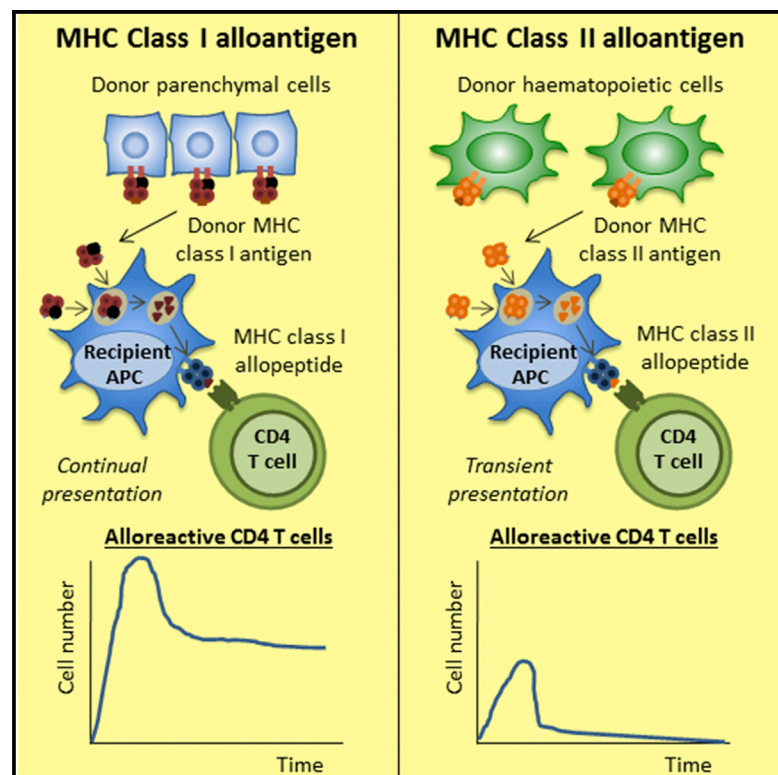 MHC Class I alloantigen
Donor parenchymal cells
Donor MHC
class I antigen
Recipient
APC
MHC class I
allopeptide
CD4
T cell
Continual
presentation
Alloreactive CD4 T cells
Cell number
Time
MHC Class II alloantigen
Donor haematopoietic cells
Donor MHC
class II antigen
Recipient
APC
MHC class II
allopeptide
CD4
T cell
Transient
presentation
Alloreactive CD4 T cells
Cell number
Time